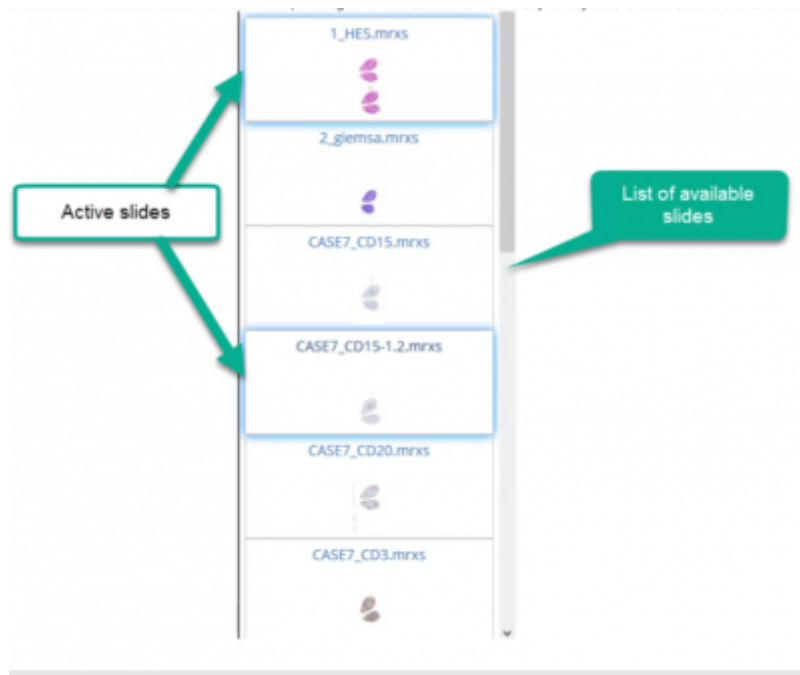 1_HES.mrxs
2_giemsa.mrxs
Active slides
List of available
slides
CASE7_CD15.mrxs
CASE7_CD15-1.2.mrxs
CASE7_CD20.mrxs
CASE7_CD3.mrxs